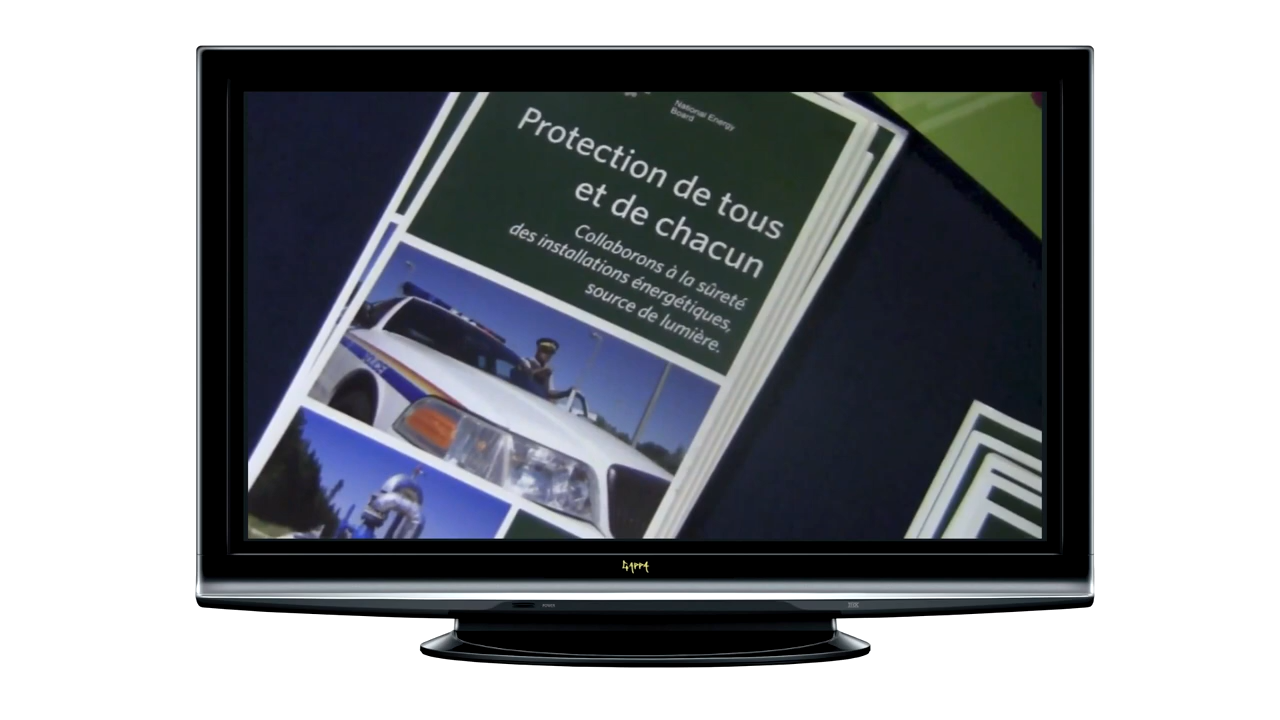 National Energy
Board
Protection de tous
et de chacun
Collaborons à la sûreté
des installations énergétiques,
source de lumière.